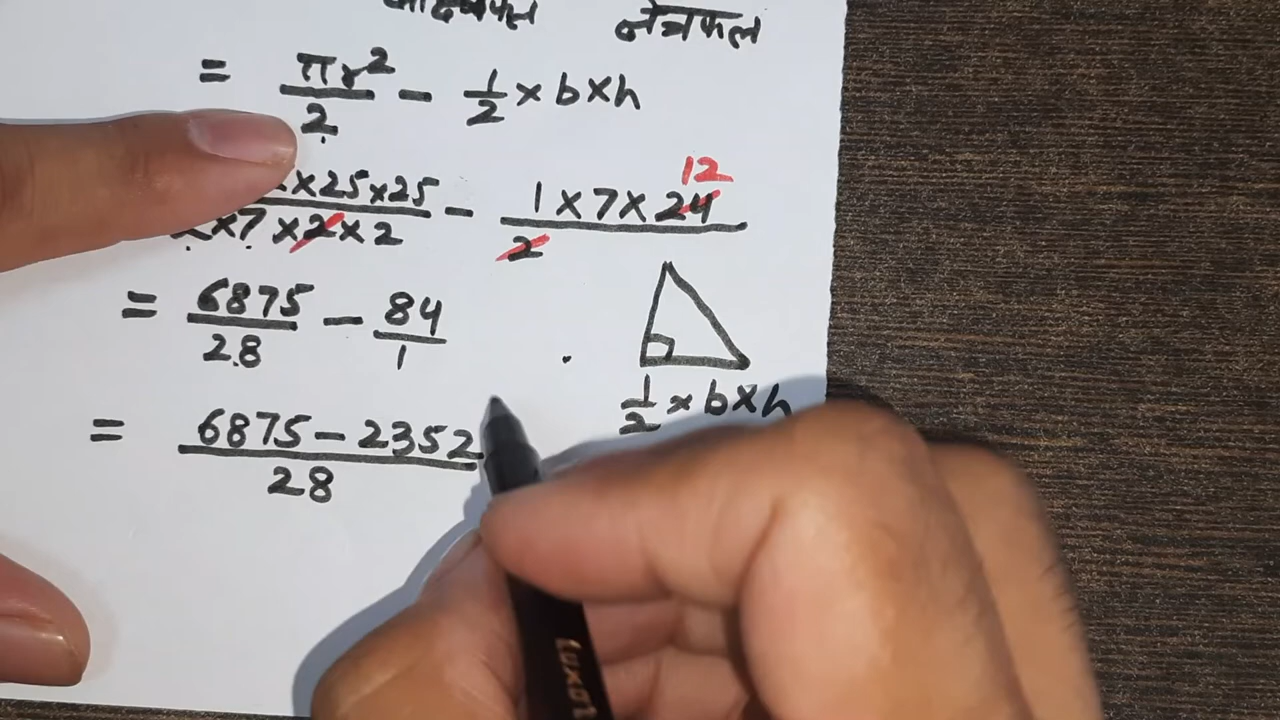 क्षेत्रफल
= πr²/2 - 1/2 × b × h
×25×25/×7×2×2 - 1×7×24/2 12
= 6875/28 - 84/1
1/2 × b × h
= 6875-2352/28